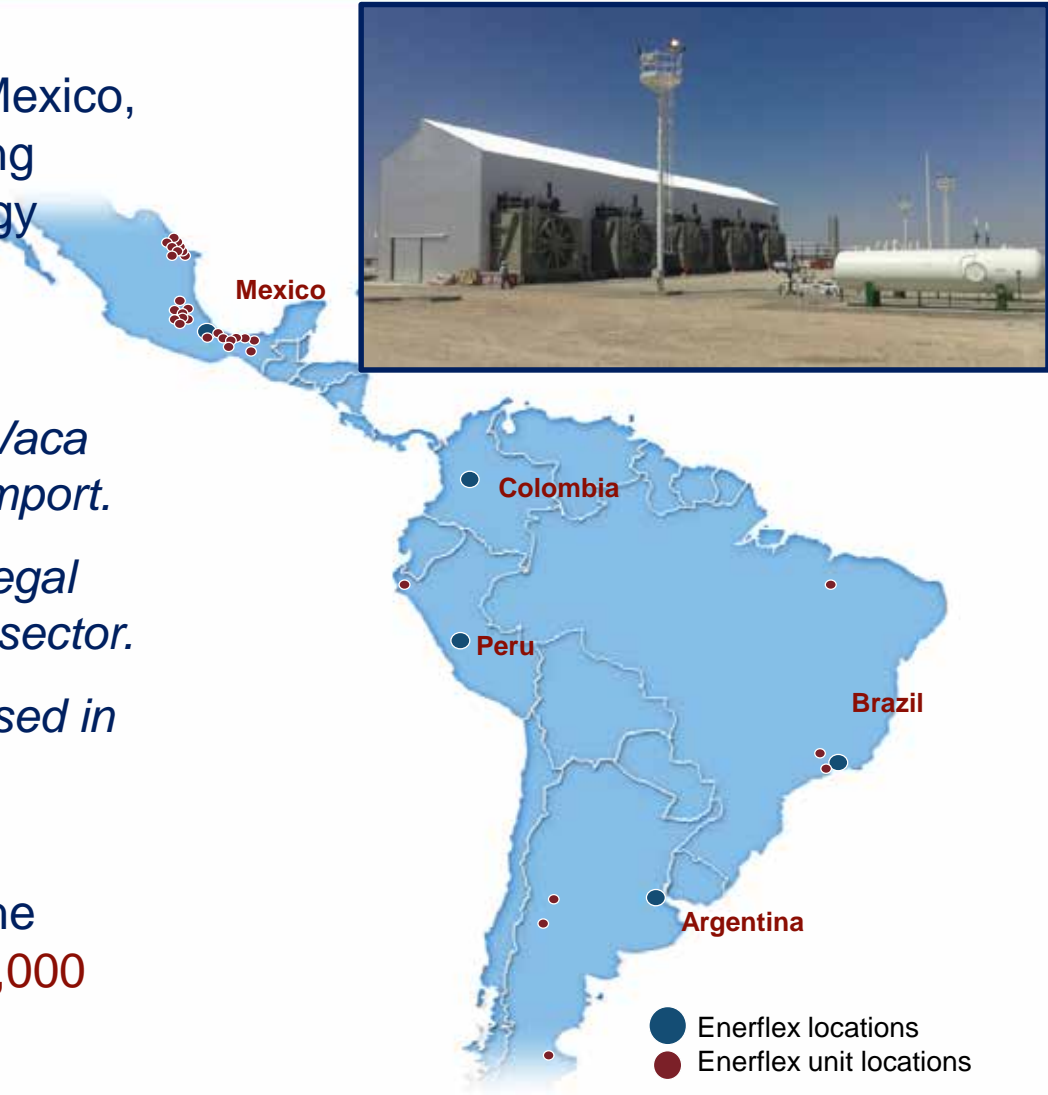 Mexico,
ng
gy
Vaca
mport.
egal
sector.
sed in
ne
,000
Mexico
Colombia
Peru
Brazil
Argentina
Enerflex locations
Enerflex unit locations